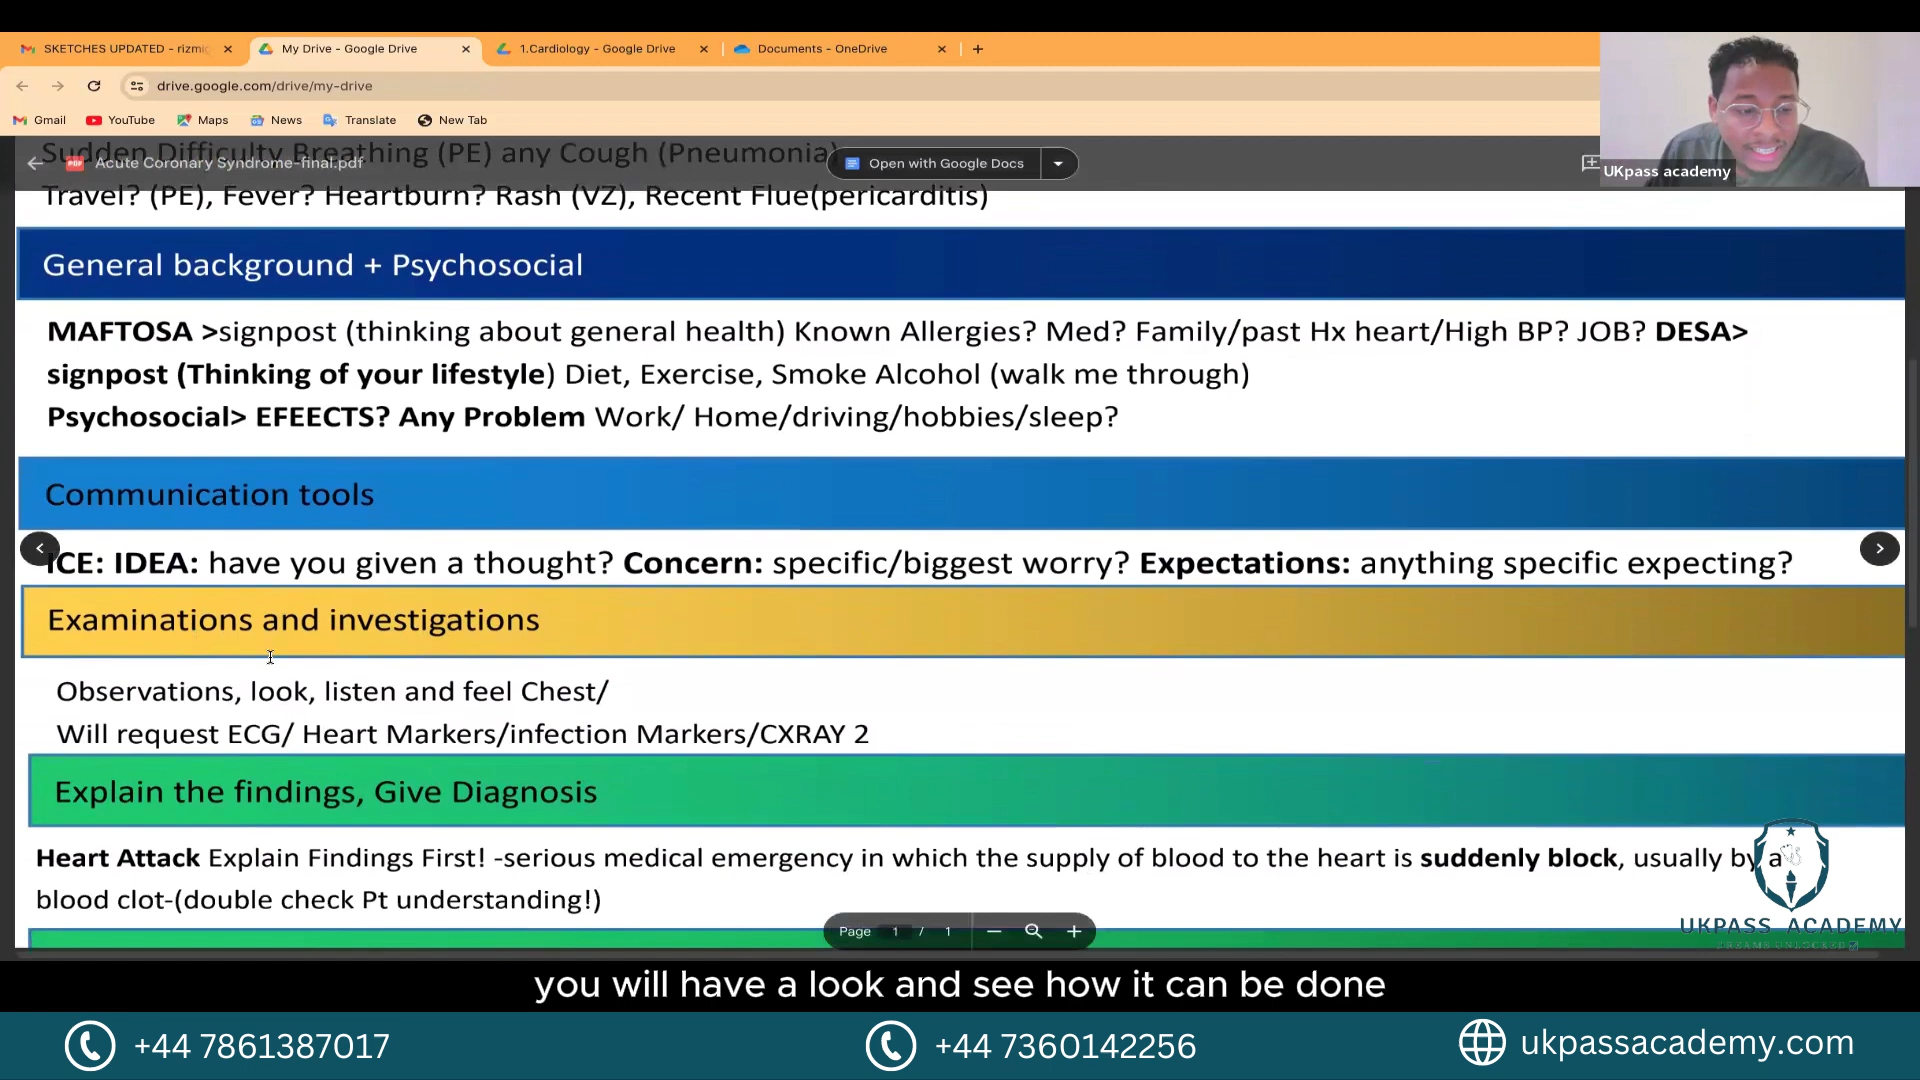 SKETCHES UPDATED - rizmi
My Drive - Google Drive
1.Cardiology - Google Drive
Documents - OneDrive
drive.google.com/drive/my-drive
Gmail
YouTube
Maps
News
Translate
New Tab
Sudden Difficulty Breathing (PE) any Cough (Pneumonia)
Acute Coronary Syndrome-final.pdf
Open with Google Docs
UKpass academy
Travel? (PE), Fever? Heartburn? Rash (VZ), Recent Flue(pericarditis)
General background + Psychosocial
MAFTOSA >signpost (thinking about general health) Known Allergies? Med? Family/past Hx heart/High BP? JOB? DESA>
signpost (Thinking of your lifestyle) Diet, Exercise, Smoke Alcohol (walk me through)
Psychosocial> EFEECTS? Any Problem Work/ Home/driving/hobbies/sleep?
Communication tools
ICE: IDEA: have you given a thought? Concern: specific/biggest worry? Expectations: anything specific expecting?
Examinations and investigations
Observations, look, listen and feel Chest/
Will request ECG/ Heart Markers/infection Markers/CXRAY 2
Explain the findings, Give Diagnosis
Heart Attack Explain Findings First! -serious medical emergency in which the supply of blood to the heart is suddenly block, usually by a
blood clot-(double check Pt understanding!)
Page 1 / 1
UKPASS ACADEMY
DREAMS UNLOCKED
you will have a look and see how it can be done
+44 7861387017
+44 7360142256
ukpassacademy.com